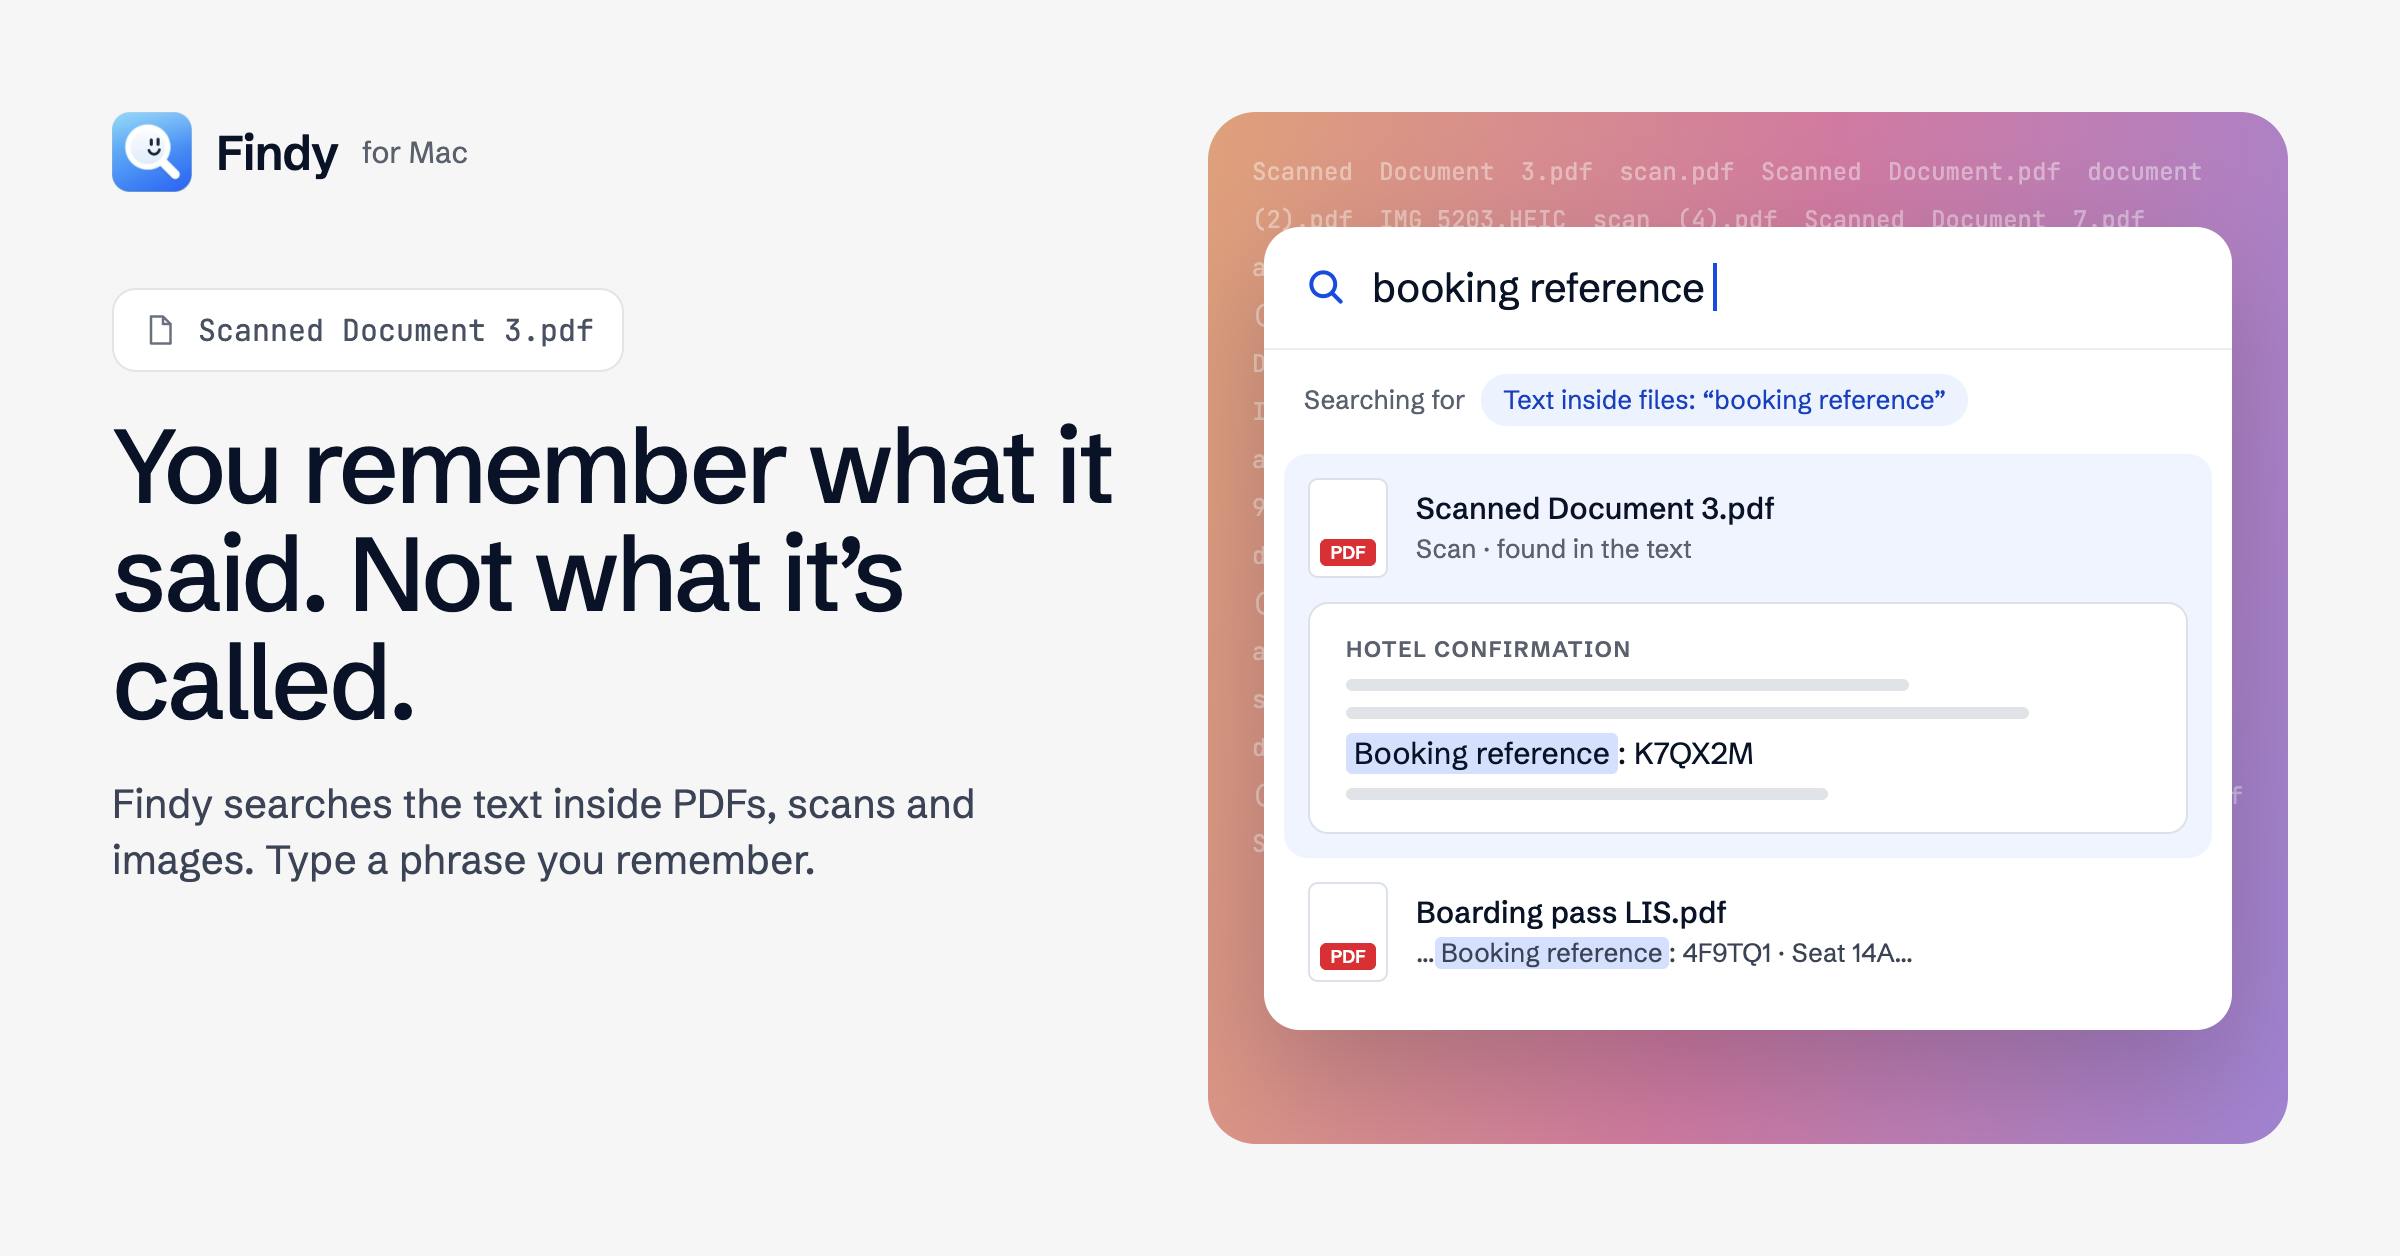 Findy for Mac
Scanned Document 3.pdf
You remember what it
said. Not what it’s
called.
Findy searches the text inside PDFs, scans and
images. Type a phrase you remember.
Scanned Document 3.pdf scan.pdf Scanned Document.pdf document
(2).pdf IMG 5203.HEIC scan (4).pdf Scanned Document 7.pdf
booking reference
Searching for Text inside files: “booking reference”
PDF
Scanned Document 3.pdf
Scan · found in the text
HOTEL CONFIRMATION
Booking reference: K7QX2M
PDF
Boarding pass LIS.pdf
...Booking reference: 4F9TQ1 · Seat 14A...